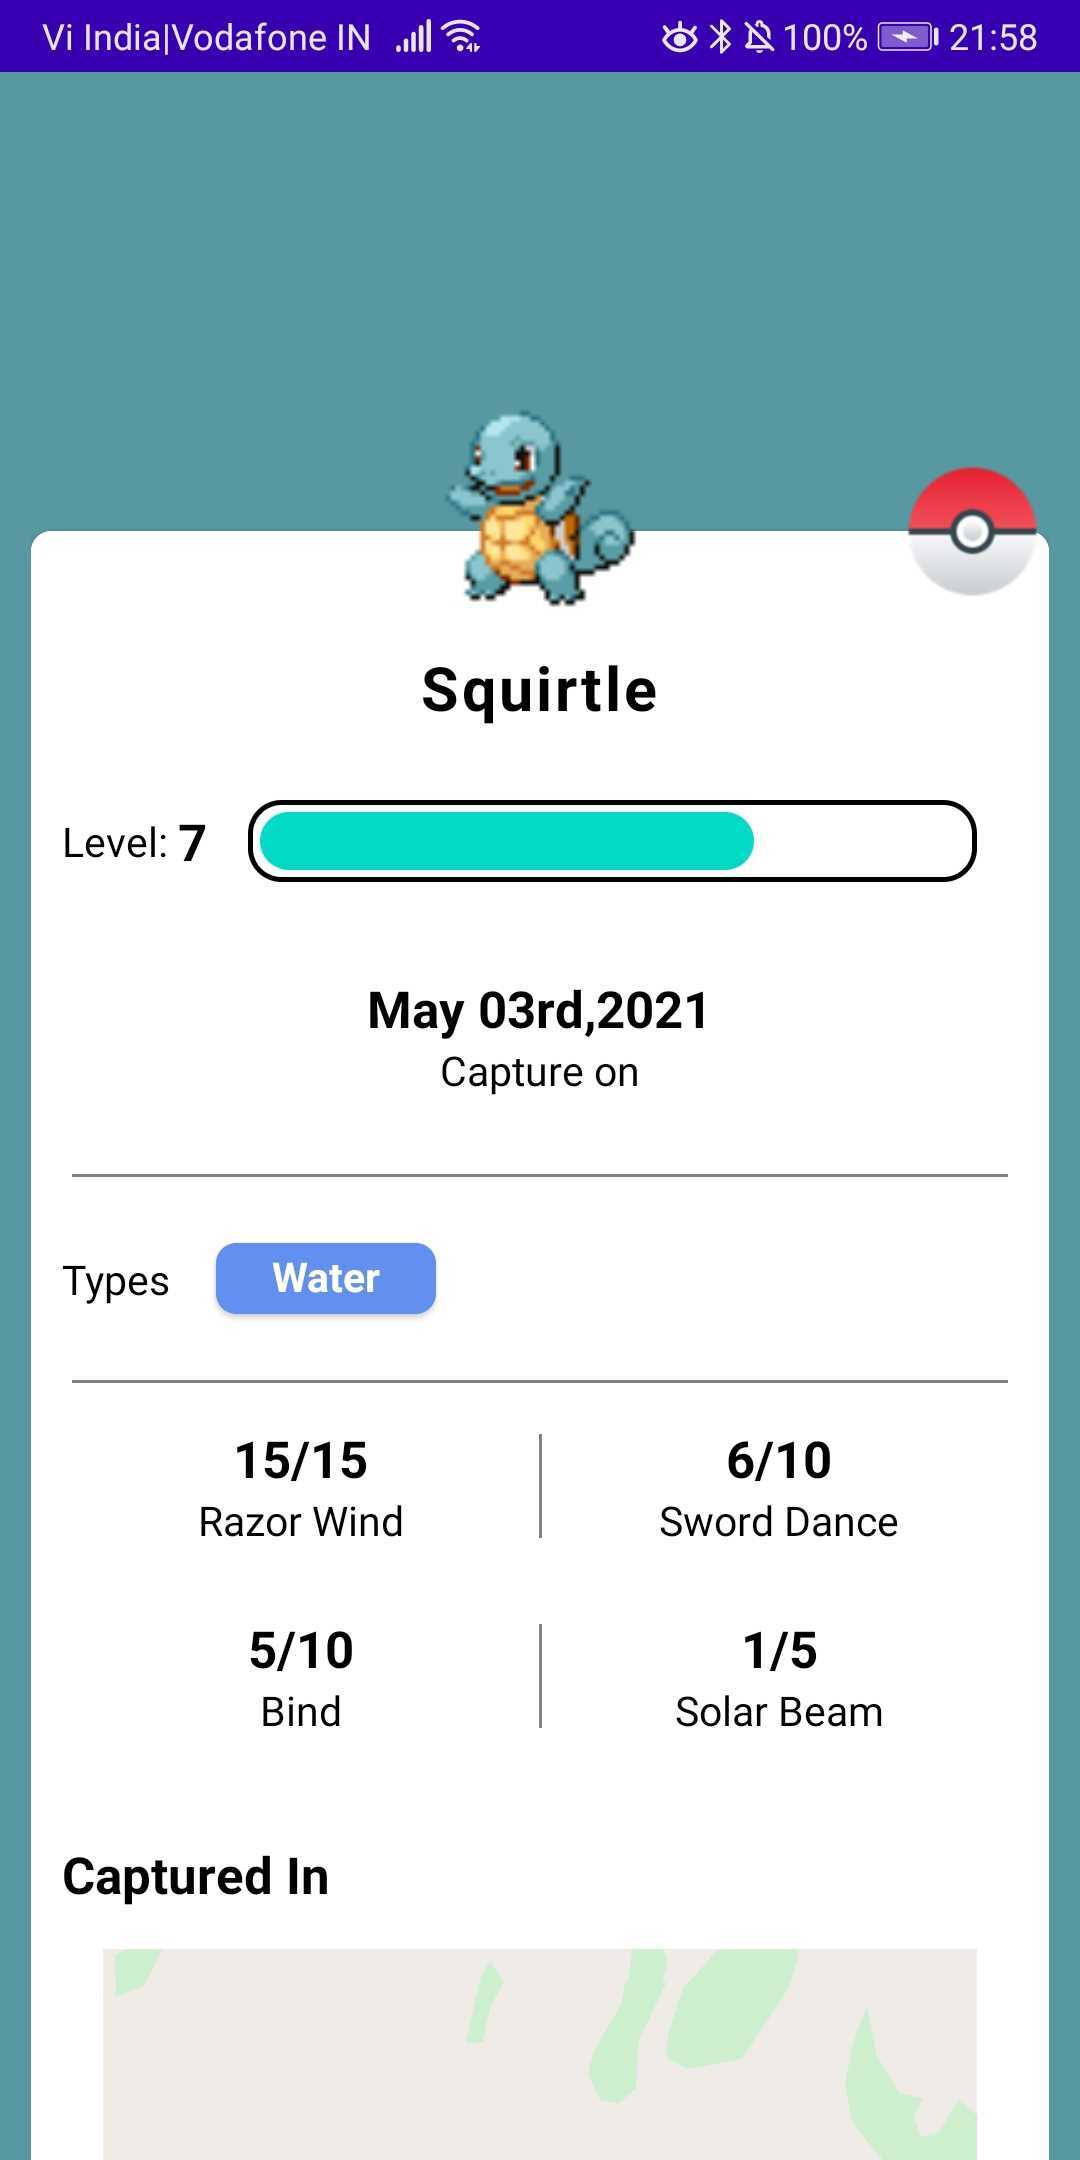 Vi India|Vodafone IN 100% 21:58
Squirtle
Level: 7
May 03rd,2021
Capture on
Types Water
15/15 6/10
Razor Wind Sword Dance
5/10 1/5
Bind Solar Beam
Captured In